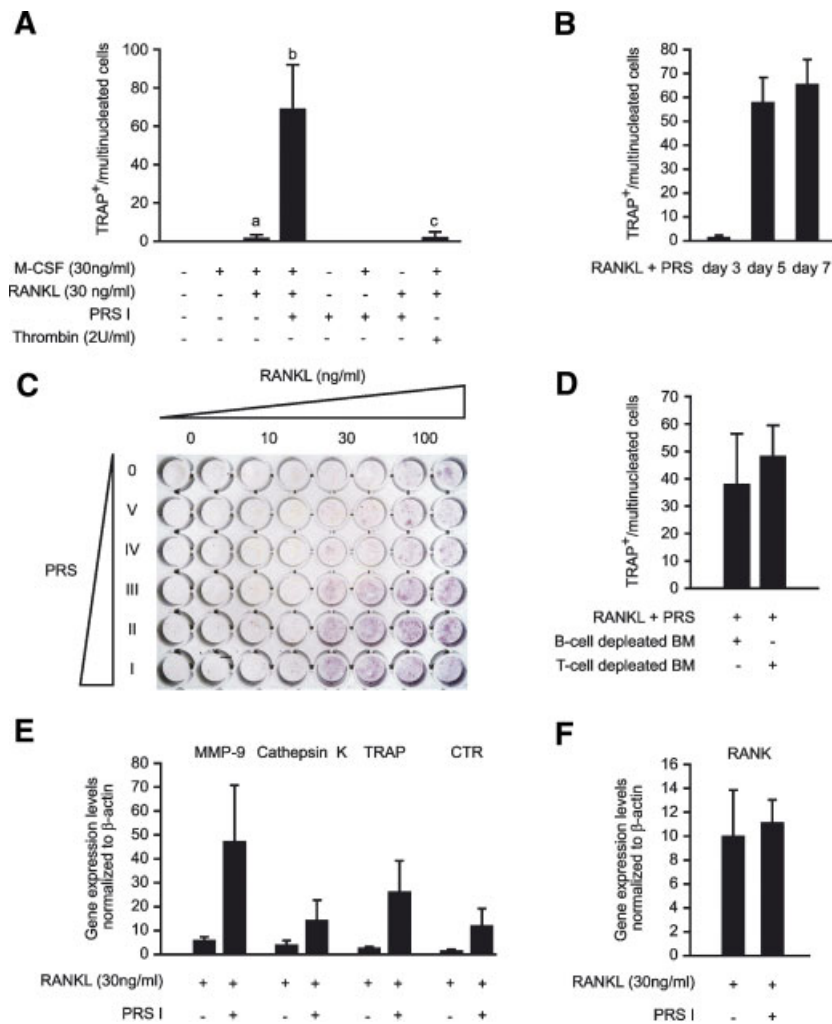 A
TRAP+/multinucleated cells
100
80
60
40
20
0
a
b
c
M-CSF (30ng/ml) - + + + - + - +
RANKL (30 ng/ml) - - + + - - + +
PRS I - - - + + + + -
Thrombin (2U/ml) - - - - - - - +
B
TRAP+/multinucleated cells
80
70
60
50
40
30
20
10
0
RANKL + PRS day 3 day 5 day 7
C
RANKL (ng/ml)
0 10 30 100
PRS
0
V
IV
III
II
I
D
TRAP+/multinucleated cells
70
60
50
40
30
20
10
0
RANKL + PRS + +
B-cell depleated BM + -
T-cell depleated BM - +
E
MMP-9 Cathepsin K TRAP CTR
Gene expression levels
normalized to β-actin
80
70
60
50
40
30
20
10
0
RANKL (30ng/ml) + + + + + + + +
PRS I - + - + - + - +
F
RANK
Gene expression levels
normalized to β-actin
16
14
12
10
8
6
4
2
0
RANKL (30ng/ml) + +
PRS I - +